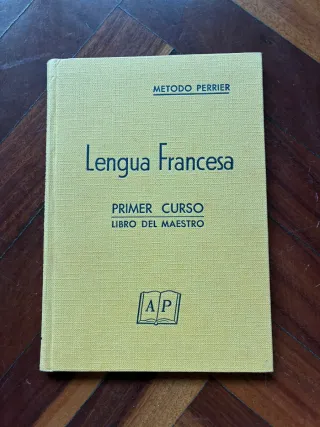 METODO PERRIER
Lengua Francesa
PRIMER CURSO
LIBRO DEL MAESTRO
AP